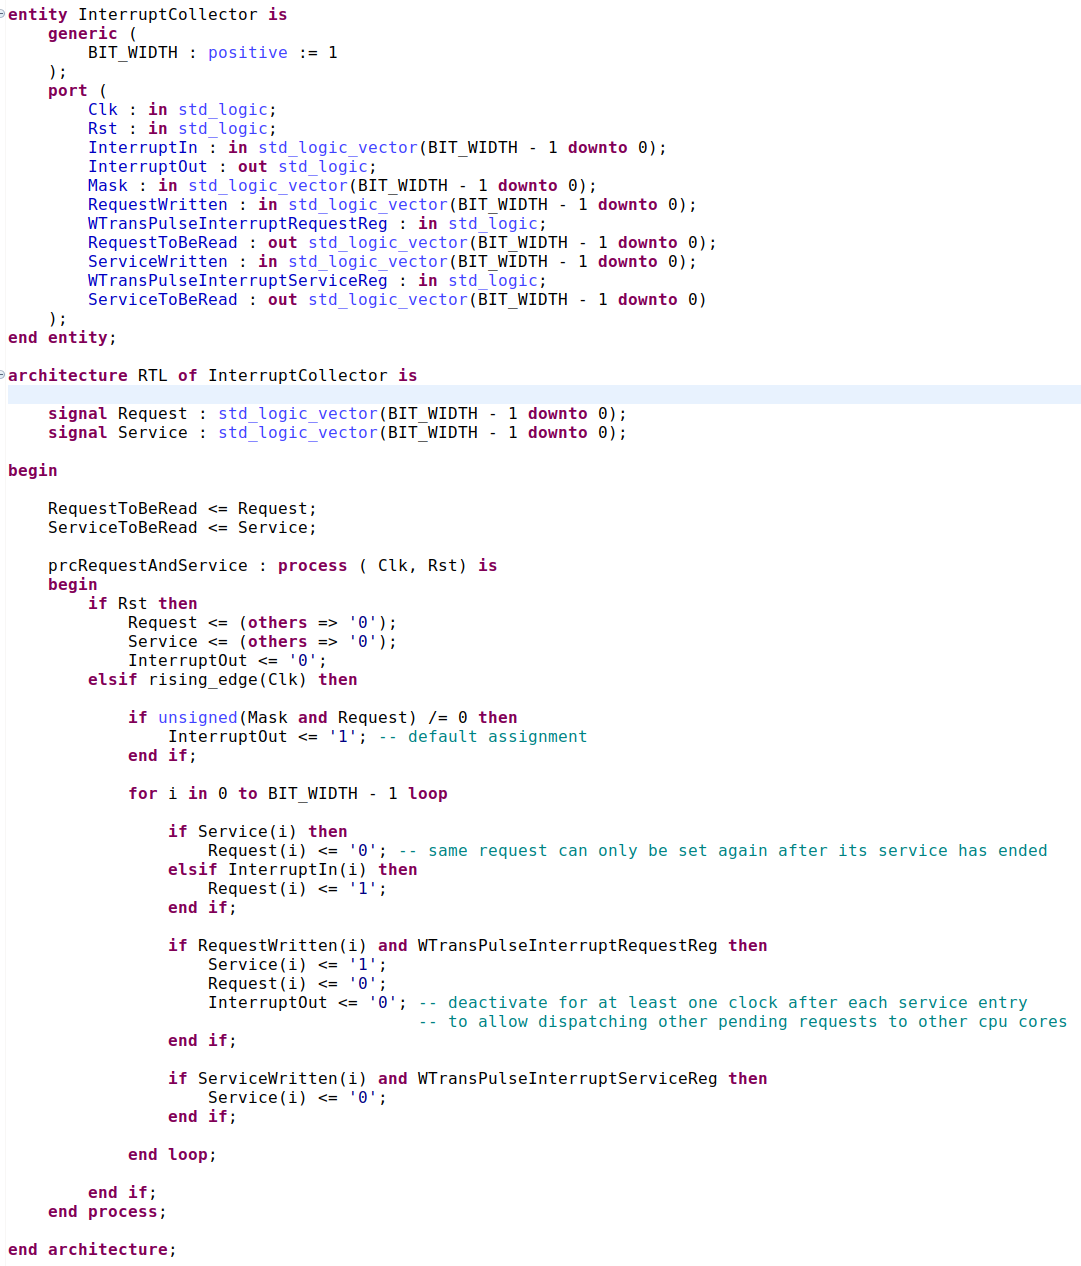 entity InterruptCollector is
    generic (
        BIT_WIDTH : positive := 1
    );
    port (
        Clk : in std_logic;
        Rst : in std_logic;
        InterruptIn : in std_logic_vector(BIT_WIDTH - 1 downto 0);
        InterruptOut : out std_logic;
        Mask : in std_logic_vector(BIT_WIDTH - 1 downto 0);
        RequestWritten : in std_logic_vector(BIT_WIDTH - 1 downto 0);
        WTransPulseInterruptRequestReg : in std_logic;
        RequestToBeRead : out std_logic_vector(BIT_WIDTH - 1 downto 0);
        ServiceWritten : in std_logic_vector(BIT_WIDTH - 1 downto 0);
        WTransPulseInterruptServiceReg : in std_logic;
        ServiceToBeRead : out std_logic_vector(BIT_WIDTH - 1 downto 0)
    );
end entity;

architecture RTL of InterruptCollector is

    signal Request : std_logic_vector(BIT_WIDTH - 1 downto 0);
    signal Service : std_logic_vector(BIT_WIDTH - 1 downto 0);

begin

    RequestToBeRead <= Request;
    ServiceToBeRead <= Service;

    prcRequestAndService : process ( Clk, Rst) is
    begin
        if Rst then
            Request <= (others => '0');
            Service <= (others => '0');
            InterruptOut <= '0';
        elsif rising_edge(Clk) then

            if unsigned(Mask and Request) /= 0 then
                InterruptOut <= '1'; -- default assignment
            end if;

            for i in 0 to BIT_WIDTH - 1 loop

                if Service(i) then
                    Request(i) <= '0'; -- same request can only be set again after its service has ended
                elsif InterruptIn(i) then
                    Request(i) <= '1';
                end if;

                if RequestWritten(i) and WTransPulseInterruptRequestReg then
                    Service(i) <= '1';
                    Request(i) <= '0';
                    InterruptOut <= '0'; -- deactivate for at least one clock after each service entry
                                         -- to allow dispatching other pending requests to other cpu cores
                end if;

                if ServiceWritten(i) and WTransPulseInterruptServiceReg then
                    Service(i) <= '0';
                end if;

            end loop;

        end if;
    end process;

end architecture;